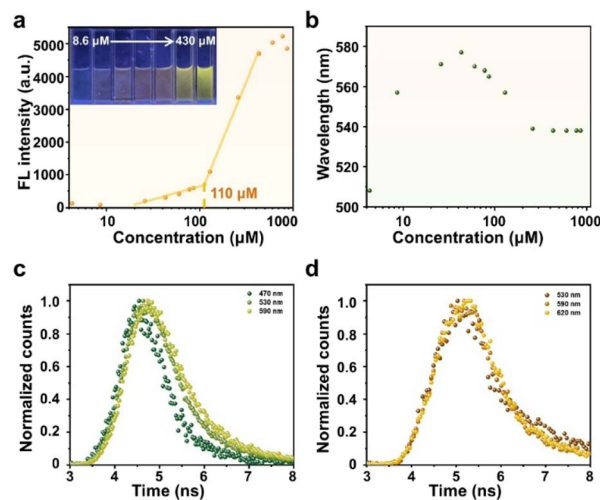 a
8.6 μM
430 μM
FL intensity (a.u.)
5000
4000
3000
2000
1000
500
0
110 μM
10
100
1000
Concentration (μM)
b
Wavelength (nm)
580
560
540
520
500
10
100
1000
Concentration (μM)
c
Normalized counts
1.0
0.8
0.6
0.4
0.2
0
470 nm
530 nm
590 nm
3
4
5
6
7
8
Time (ns)
d
Normalized counts
1.0
0.8
0.6
0.4
0.2
0
530 nm
590 nm
620 nm
3
4
5
6
7
8
Time (ns)